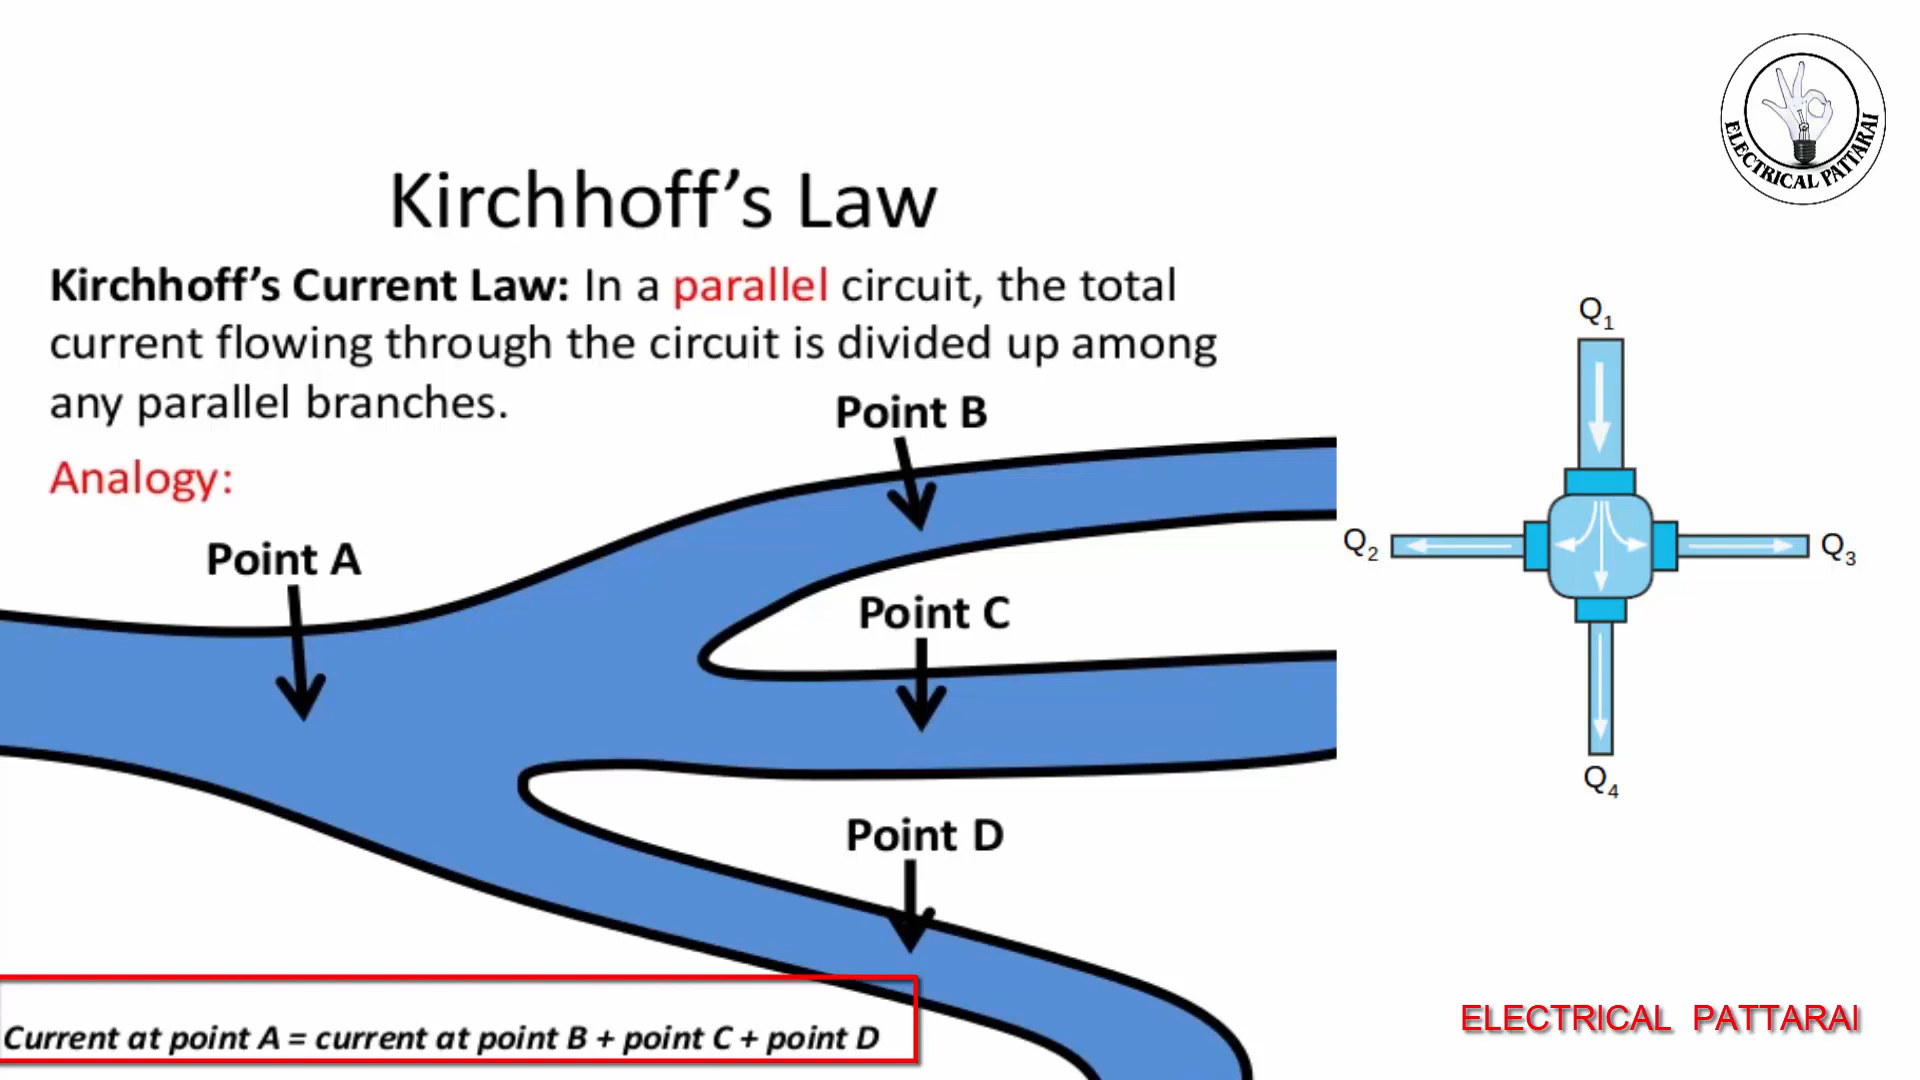 ELECTRICAL PATTARAI
Kirchhoff’s Law
Kirchhoff’s Current Law: In a parallel circuit, the total
current flowing through the circuit is divided up among
any parallel branches.
Analogy:
Point A
Point B
Point C
Point D
Q1
Q2
Q3
Q4
Current at point A = current at point B + point C + point D
ELECTRICAL PATTARAI